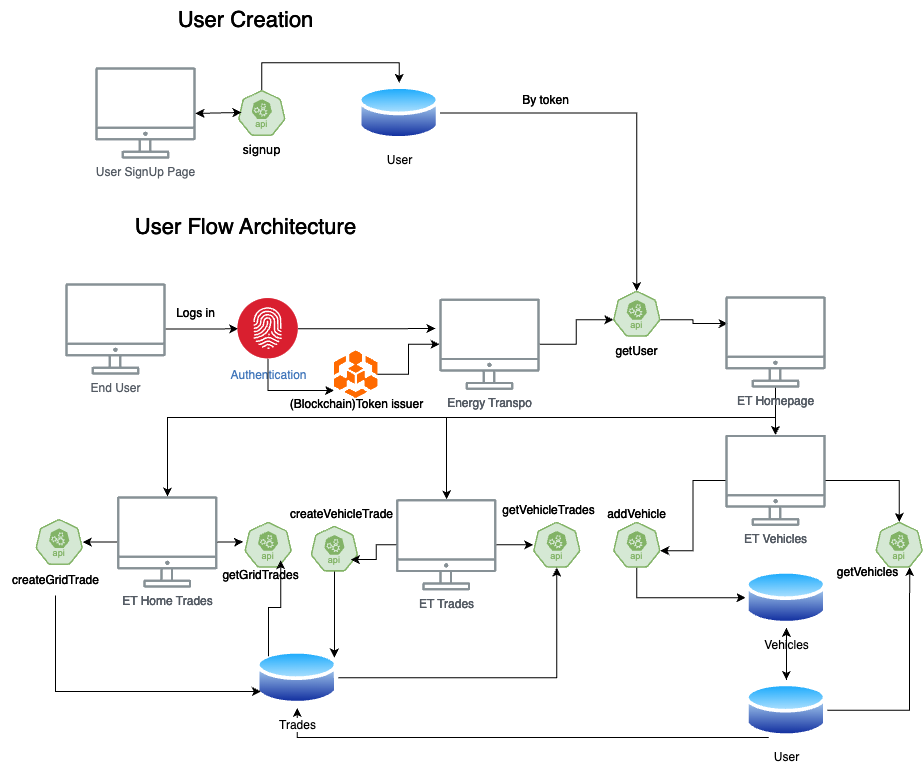 User Creation
By token
api
signup
User
User SignUp Page
User Flow Architecture
Logs in
api
getUser
Authentication
End User
(Blockchain)Token issuer
Energy Transpo
ET Homepage
createVehicleTrade
getVehicleTrades
addVehicle
ET Vehicles
api
api
api
api
api
api
createGridTrade
getGridTrades
getVehicles
ET Home Trades
ET Trades
Vehicles
Trades
User